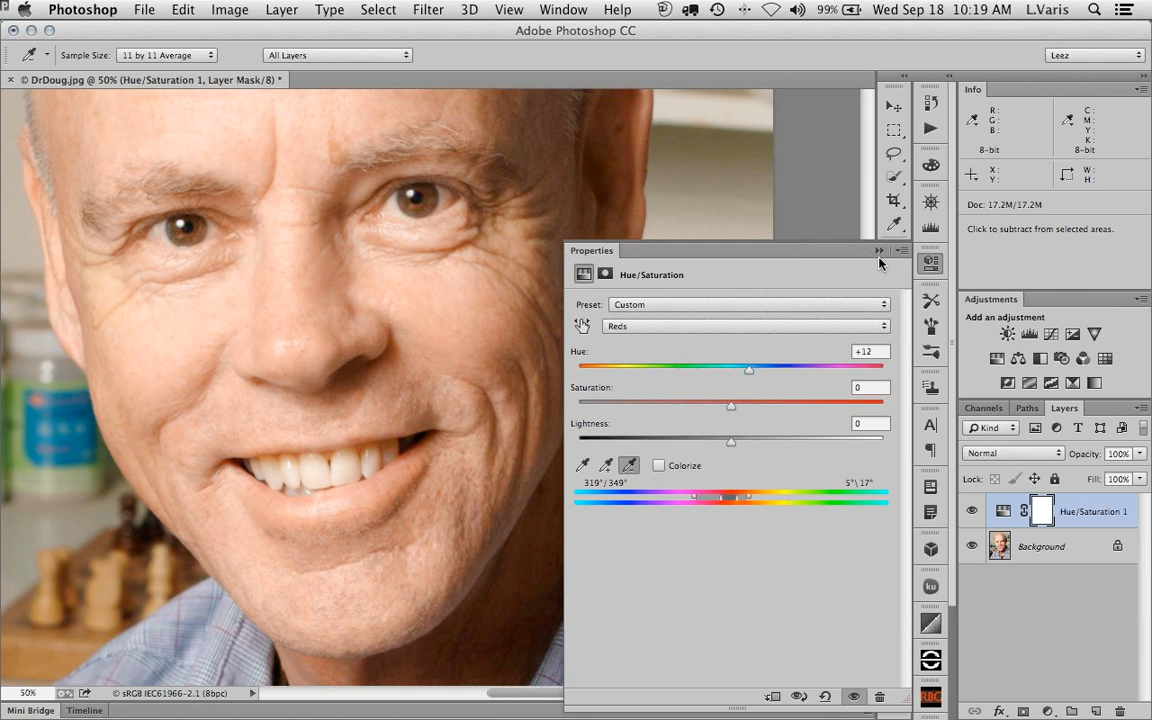 Photoshop File Edit Image Layer Type Select Filter 3D View Window Help 99% Wed Sep 18 10:19 AM L.Varis
Adobe Photoshop CC
Sample Size: 11 by 11 Average All Layers Leez
× © DrDoug.jpg @ 50% (Hue/Saturation 1, Layer Mask/8) *
Info
R: C:
G: M:
B: Y:
K:
8-bit 8-bit
X: W:
Y: H:
Doc: 17.2M/17.2M
Click to subtract from selected areas.
Properties
Hue/Saturation
Preset: Custom
Reds
Hue: +12
Saturation: 0
Lightness: 0
Colorize
319°/349° 5°\17°
Adjustments
Add an adjustment
Channels Paths Layers
Kind
Normal Opacity: 100%
Lock: Fill: 100%
Hue/Saturation 1
Background
A
ku
RBG
50% © sRGB IEC61966-2.1 (8bpc)
Mini Bridge Timeline